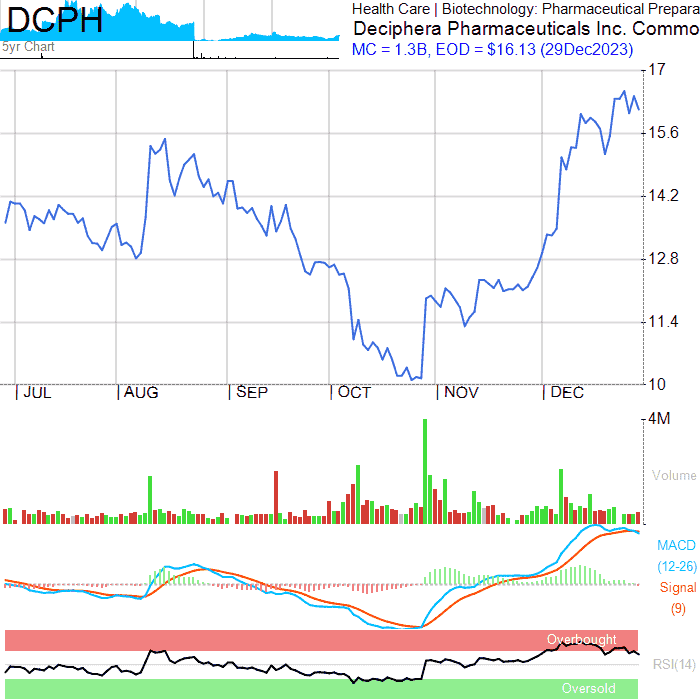 DCPH
5yr Chart
Health Care | Biotechnology: Pharmaceutical Prepara
Deciphera Pharmaceuticals Inc. Commo
MC = 1.3B, EOD = $16.13 (29Dec2023)
17
15.6
14.2
12.8
11.4
10
| JUL | AUG | SEP | OCT | NOV | DEC
4M
Volume
MACD
(12-26)
Signal
(9)
Overbought
RSI(14)
Oversold